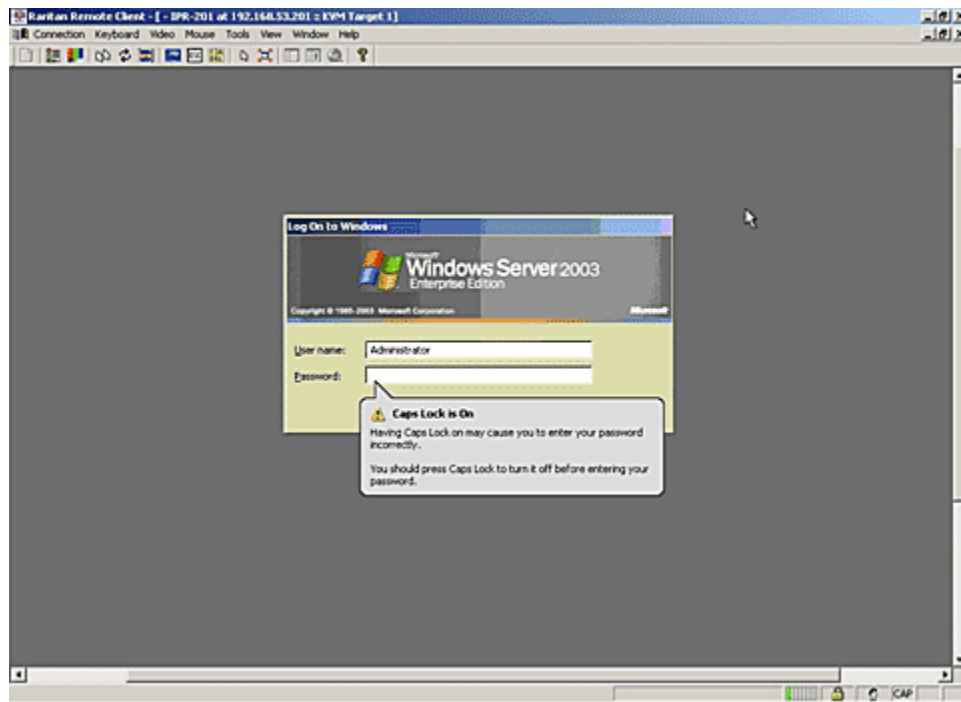 Raritan Remote Client - [ - IPR-201 at 192.168.53.201 :: KVM Target 1]
Connection Keyboard Video Mouse Tools View Window Help
Log On to Windows
Microsoft
Windows Server 2003
Enterprise Edition
Copyright © 1985-2003 Microsoft Corporation Microsoft
User name: Administrator
Password:
Caps Lock is On
Having Caps Lock on may cause you to enter your password
incorrectly.
You should press Caps Lock to turn it off before entering your
password.
CAP